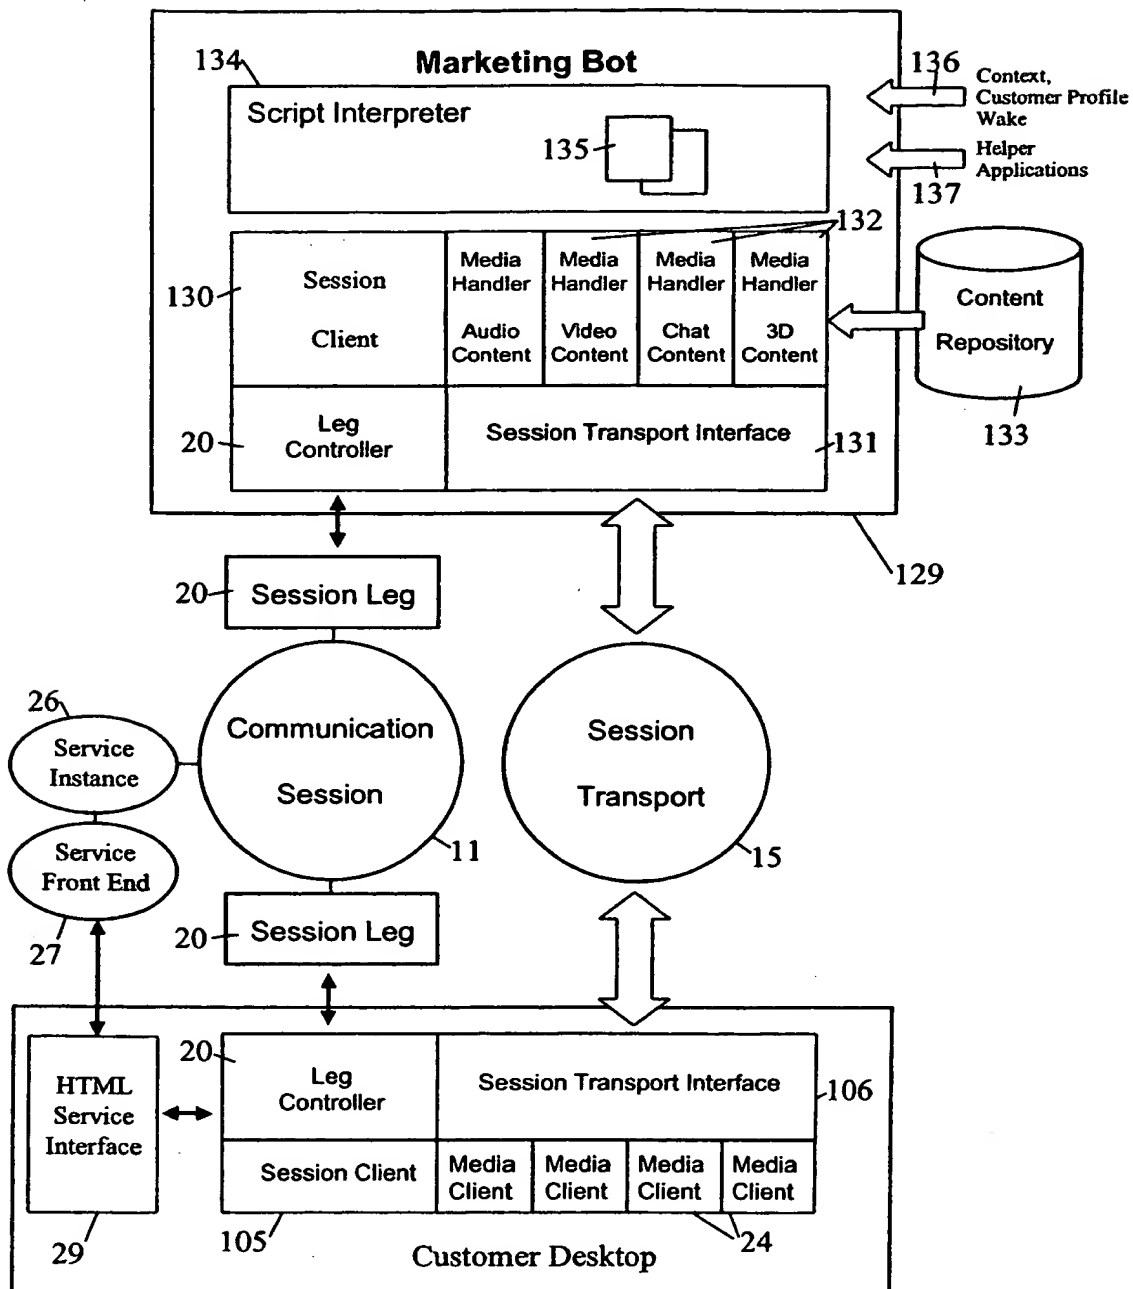 134
Marketing Bot
136
Context,
Customer Profile
Wake
Script Interpreter
135
Helper
Applications
137
132
130
Session
Client
Media
Handler
Audio
Content
Media
Handler
Video
Content
Media
Handler
Chat
Content
Media
Handler
3D
Content
Content
Repository
133
20
Leg
Controller
Session Transport Interface
131
129
20
Session Leg
26
Service
Instance
Communication
Session
11
Session
Transport
15
Service
Front End
27
20
Session Leg
HTML
Service
Interface
29
20
Leg
Controller
Session Transport Interface
106
Session Client
Media
Client
Media
Client
Media
Client
Media
Client
105
24
Customer Desktop